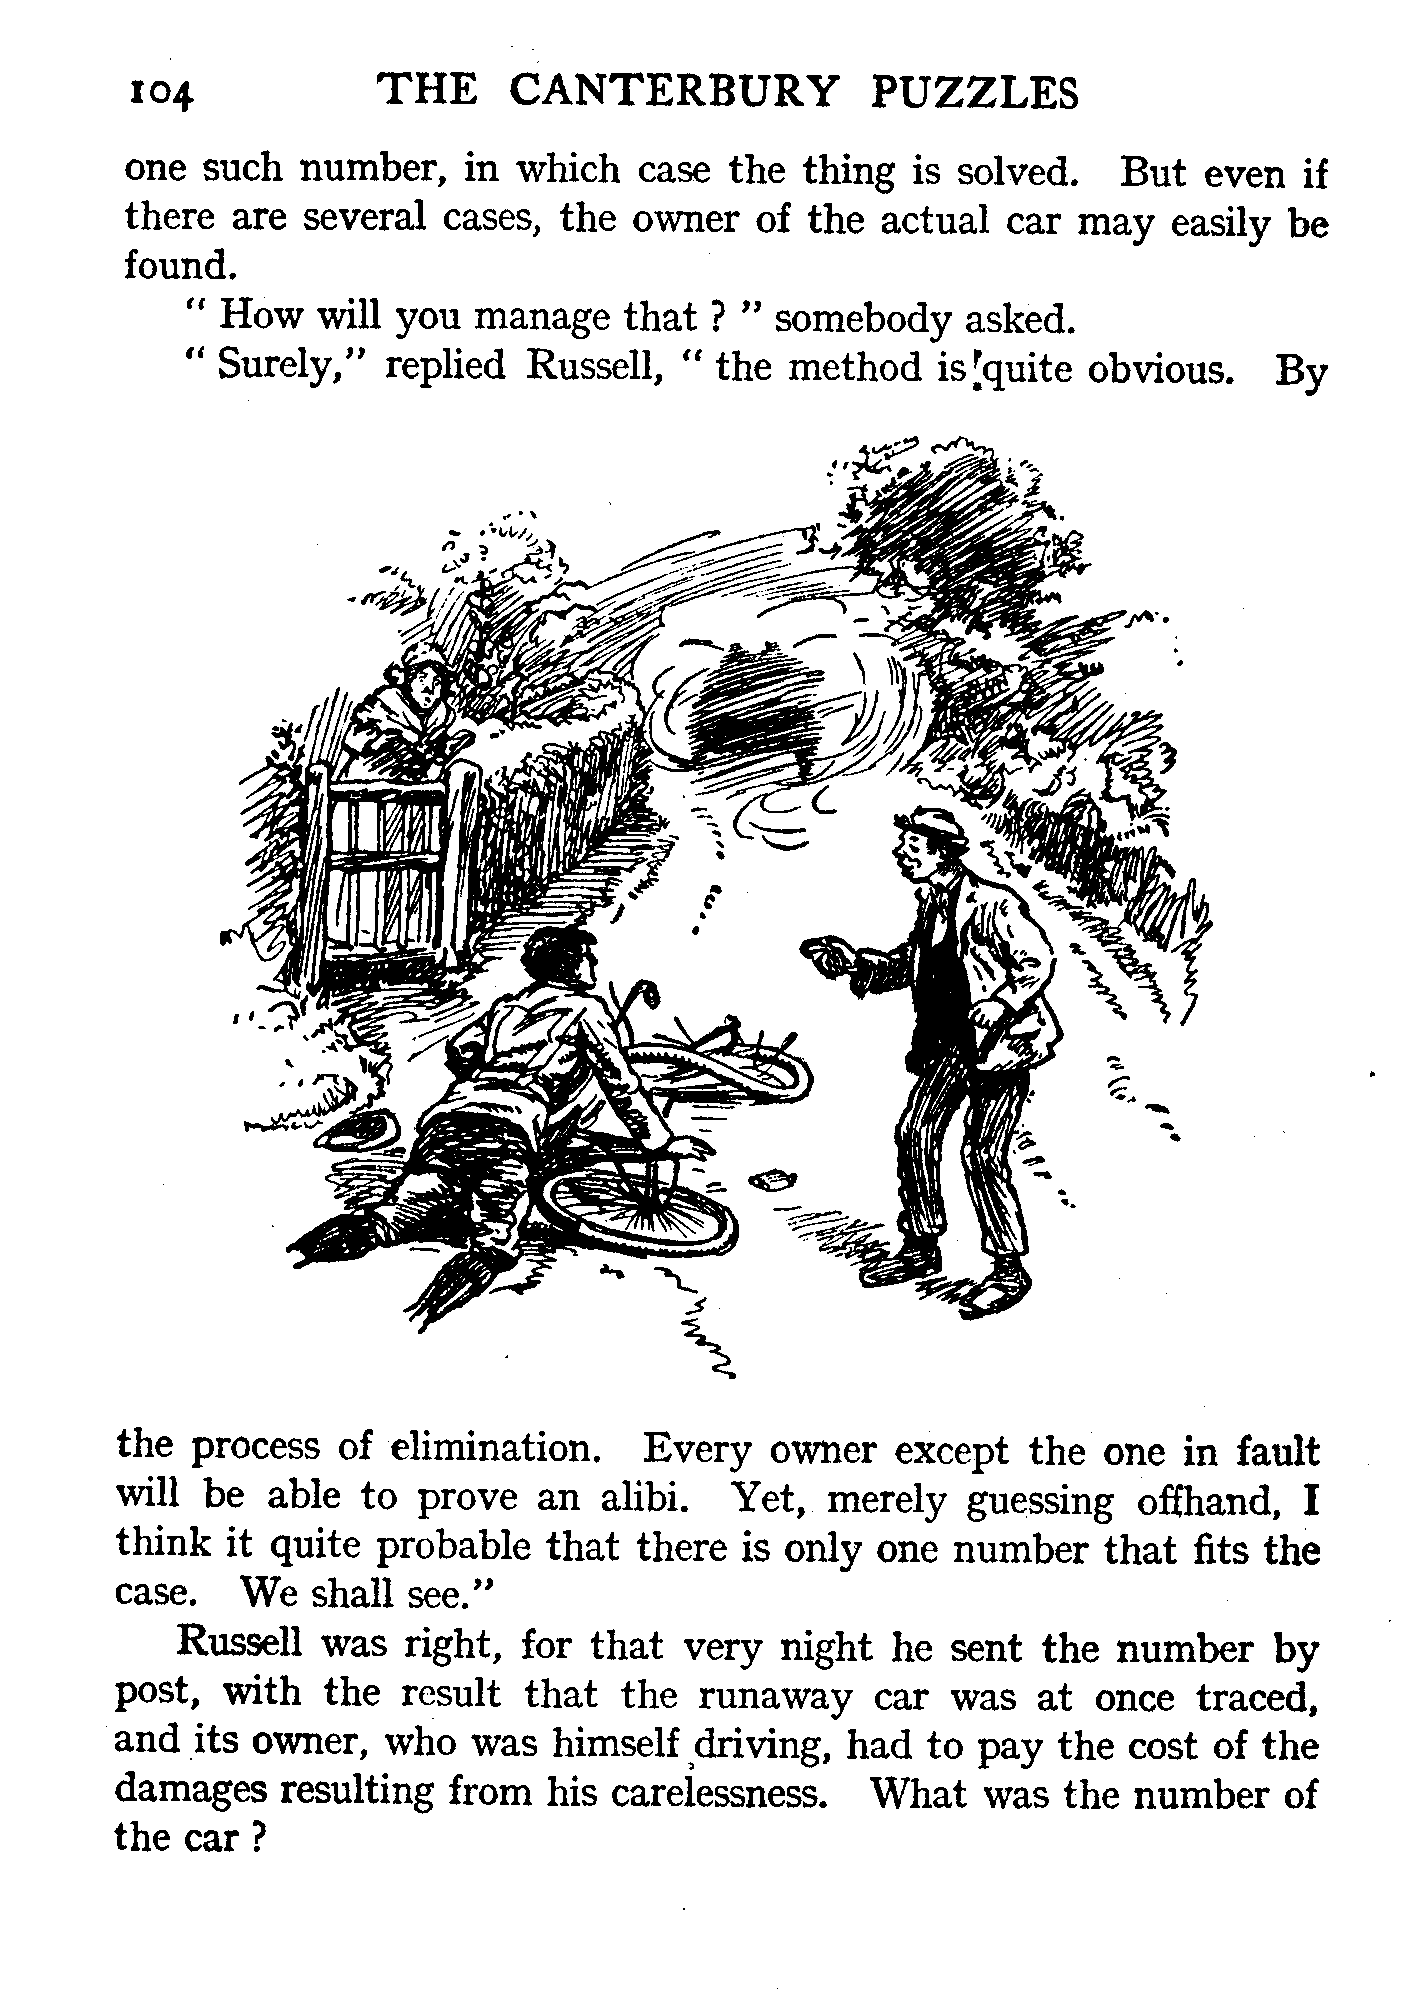 104 THE CANTERBURY PUZZLES
one such number, in which case the thing is solved. But even if
there are several cases, the owner of the actual car may easily be
found.
“ How will you manage that ? ” somebody asked.
“ Surely,” replied Russell, “ the method is quite obvious. By
the process of elimination. Every owner except the one in fault
will be able to prove an alibi. Yet, merely guessing offhand, I
think it quite probable that there is only one number that fits the
case. We shall see.”
Russell was right, for that very night he sent the number by
post, with the result that the runaway car was at once traced,
and its owner, who was himself driving, had to pay the cost of the
damages resulting from his carelessness. What was the number of
the car ?